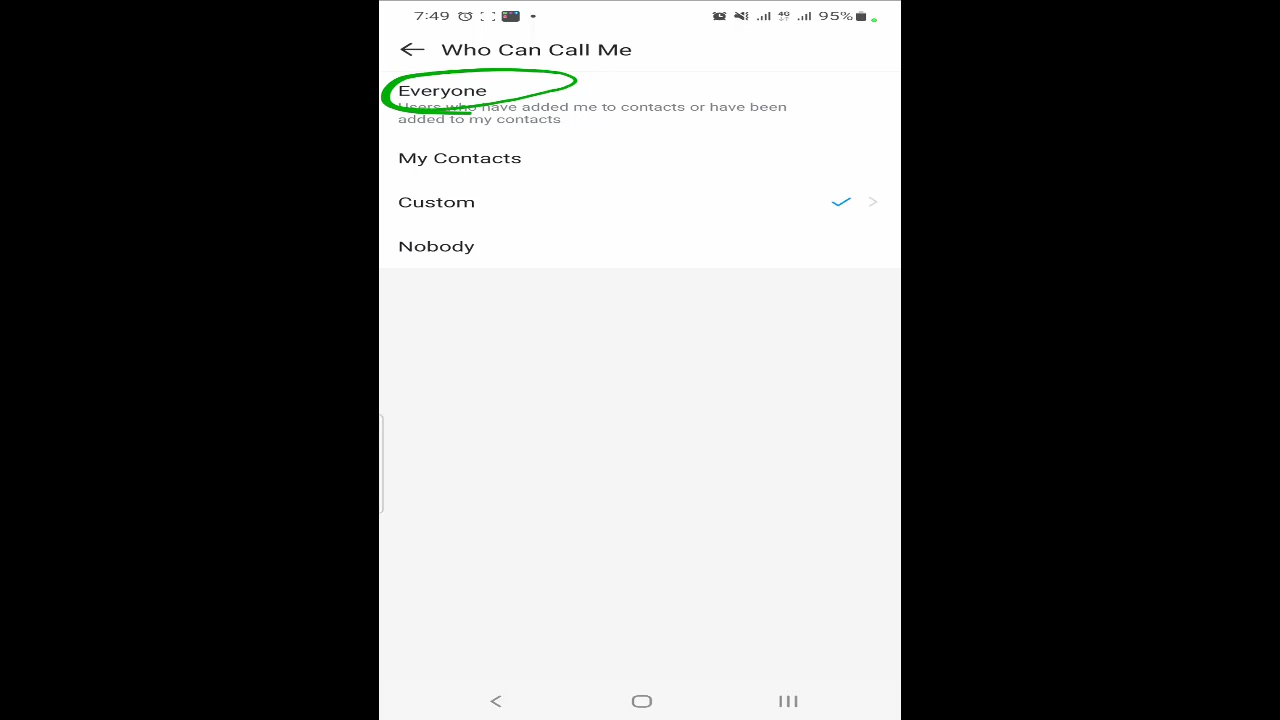 7:49 4G 95%
Who Can Call Me
Everyone
Users who have added me to contacts or have been
added to my contacts
My Contacts
Custom
Nobody